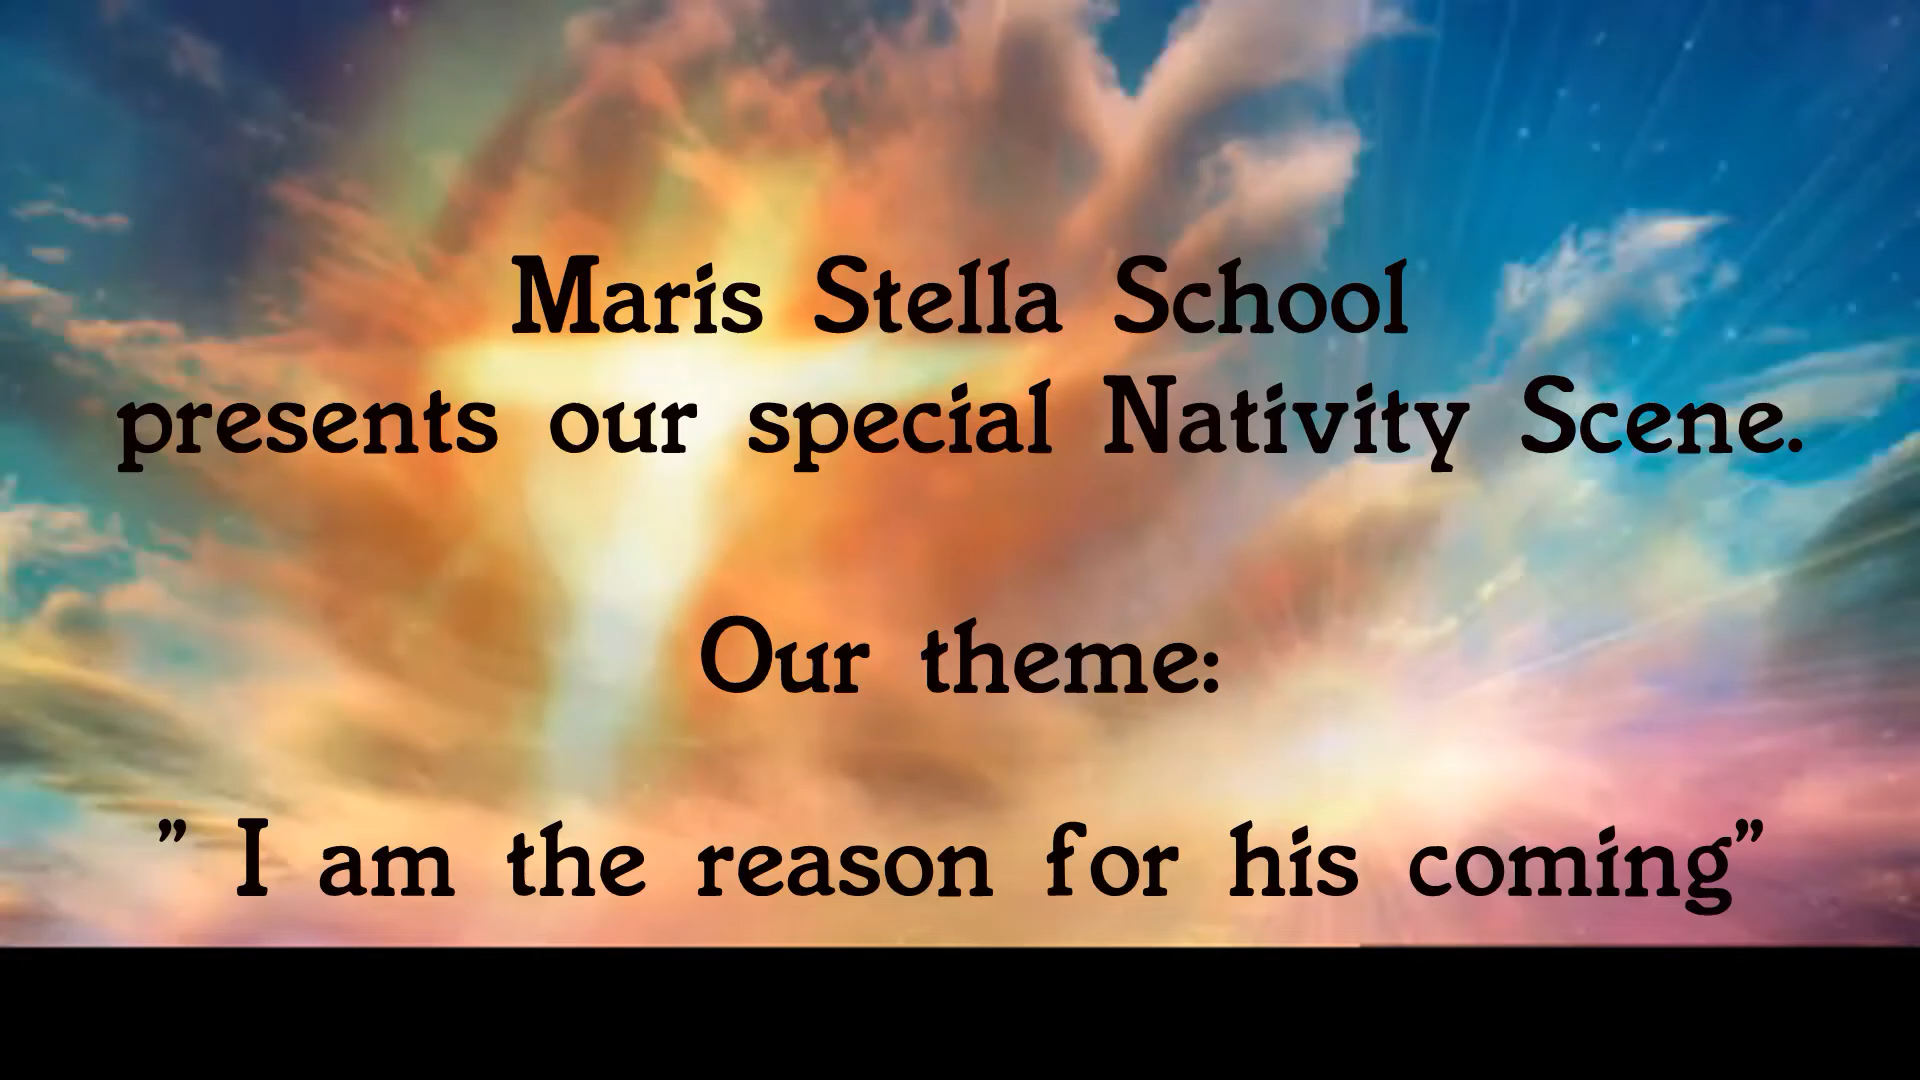 Maris Stella School
presents our special Nativity Scene.
Our theme:
” I am the reason for his coming”